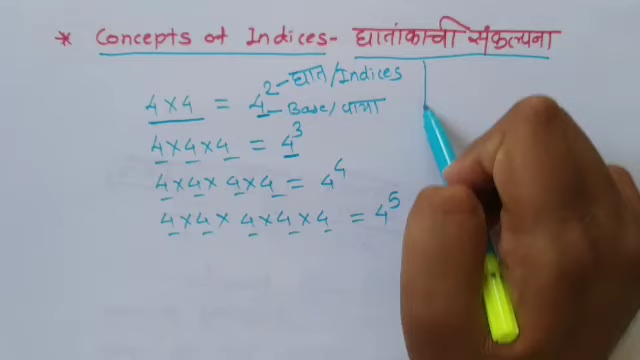 * Concepts of Indices- घातांकाची संकल्पना
4×4 = 4² - घात/Indices
- Base/पाया
4×4×4 = 4³
4×4×4×4 = 4⁴
4×4×4×4×4 = 4⁵